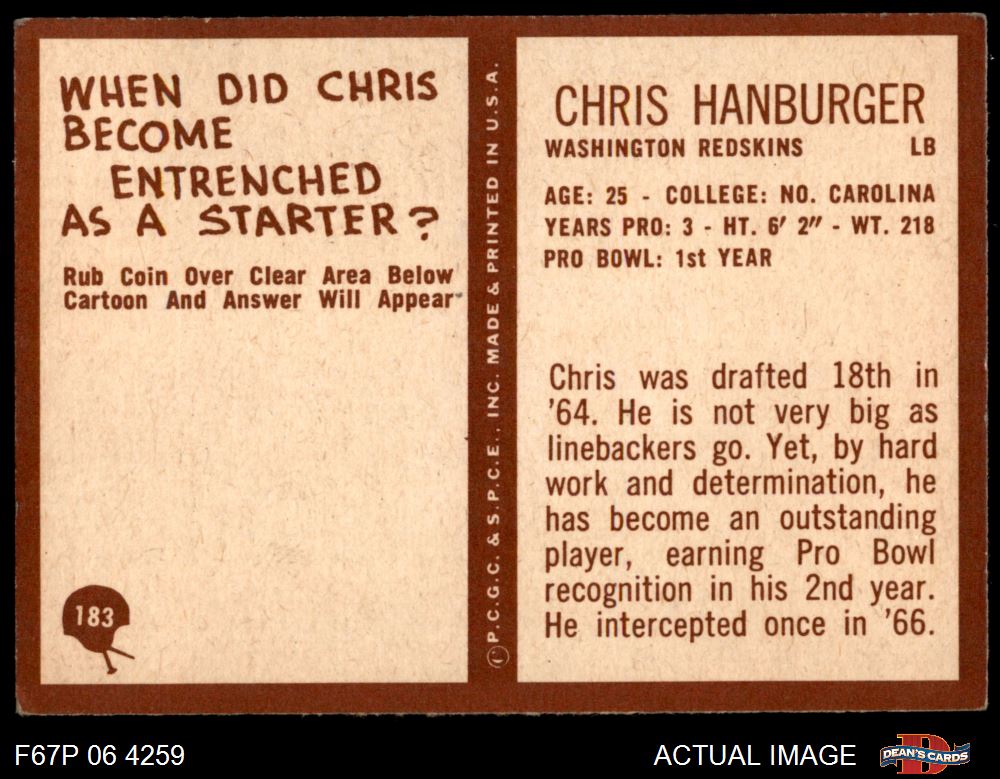 WHEN DID CHRIS
BECOME
ENTRENCHED
AS A STARTER?
Rub Coin Over Clear Area Below
Cartoon And Answer Will Appear
183
© P.C.G.C. & S.P.C.E., INC. MADE & PRINTED IN U.S.A.
CHRIS HANBURGER
WASHINGTON REDSKINS LB
AGE: 25 - COLLEGE: NO. CAROLINA
YEARS PRO: 3 - HT. 6' 2" - WT. 218
PRO BOWL: 1st YEAR
Chris was drafted 18th in
'64. He is not very big as
linebackers go. Yet, by hard
work and determination, he
has become an outstanding
player, earning Pro Bowl
recognition in his 2nd year.
He intercepted once in '66.
F67P 06 4259
ACTUAL IMAGE
D
DEAN'S CARDS